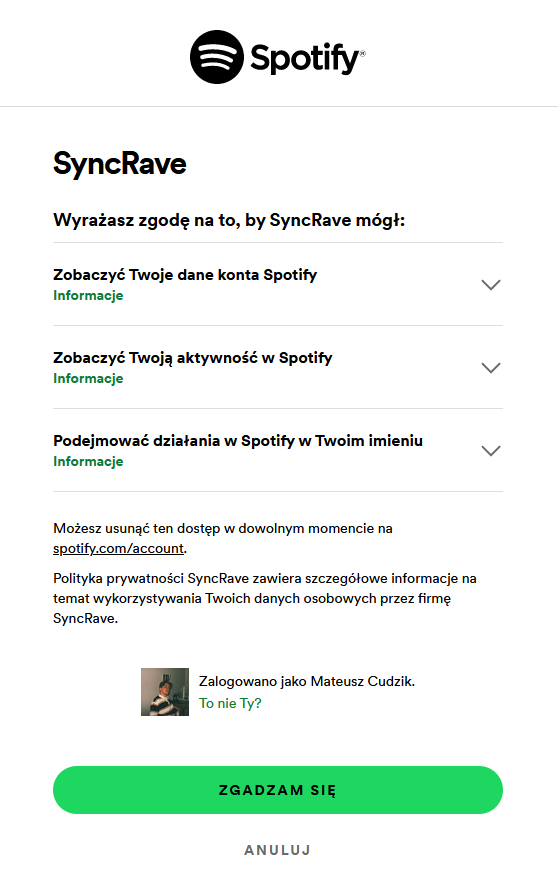 Spotify®
SyncRave
Wyrażasz zgodę na to, by SyncRave mógł:
Zobaczyć Twoje dane konta Spotify
Informacje
Zobaczyć Twoją aktywność w Spotify
Informacje
Podejmować działania w Spotify w Twoim imieniu
Informacje
Możesz usunąć ten dostęp w dowolnym momencie na
spotify.com/account.
Polityka prywatności SyncRave zawiera szczegółowe informacje na
temat wykorzystywania Twoich danych osobowych przez firmę
SyncRave.
Zalogowano jako Mateusz Cudzik.
To nie Ty?
ZGADZAM SIĘ
ANULUJ